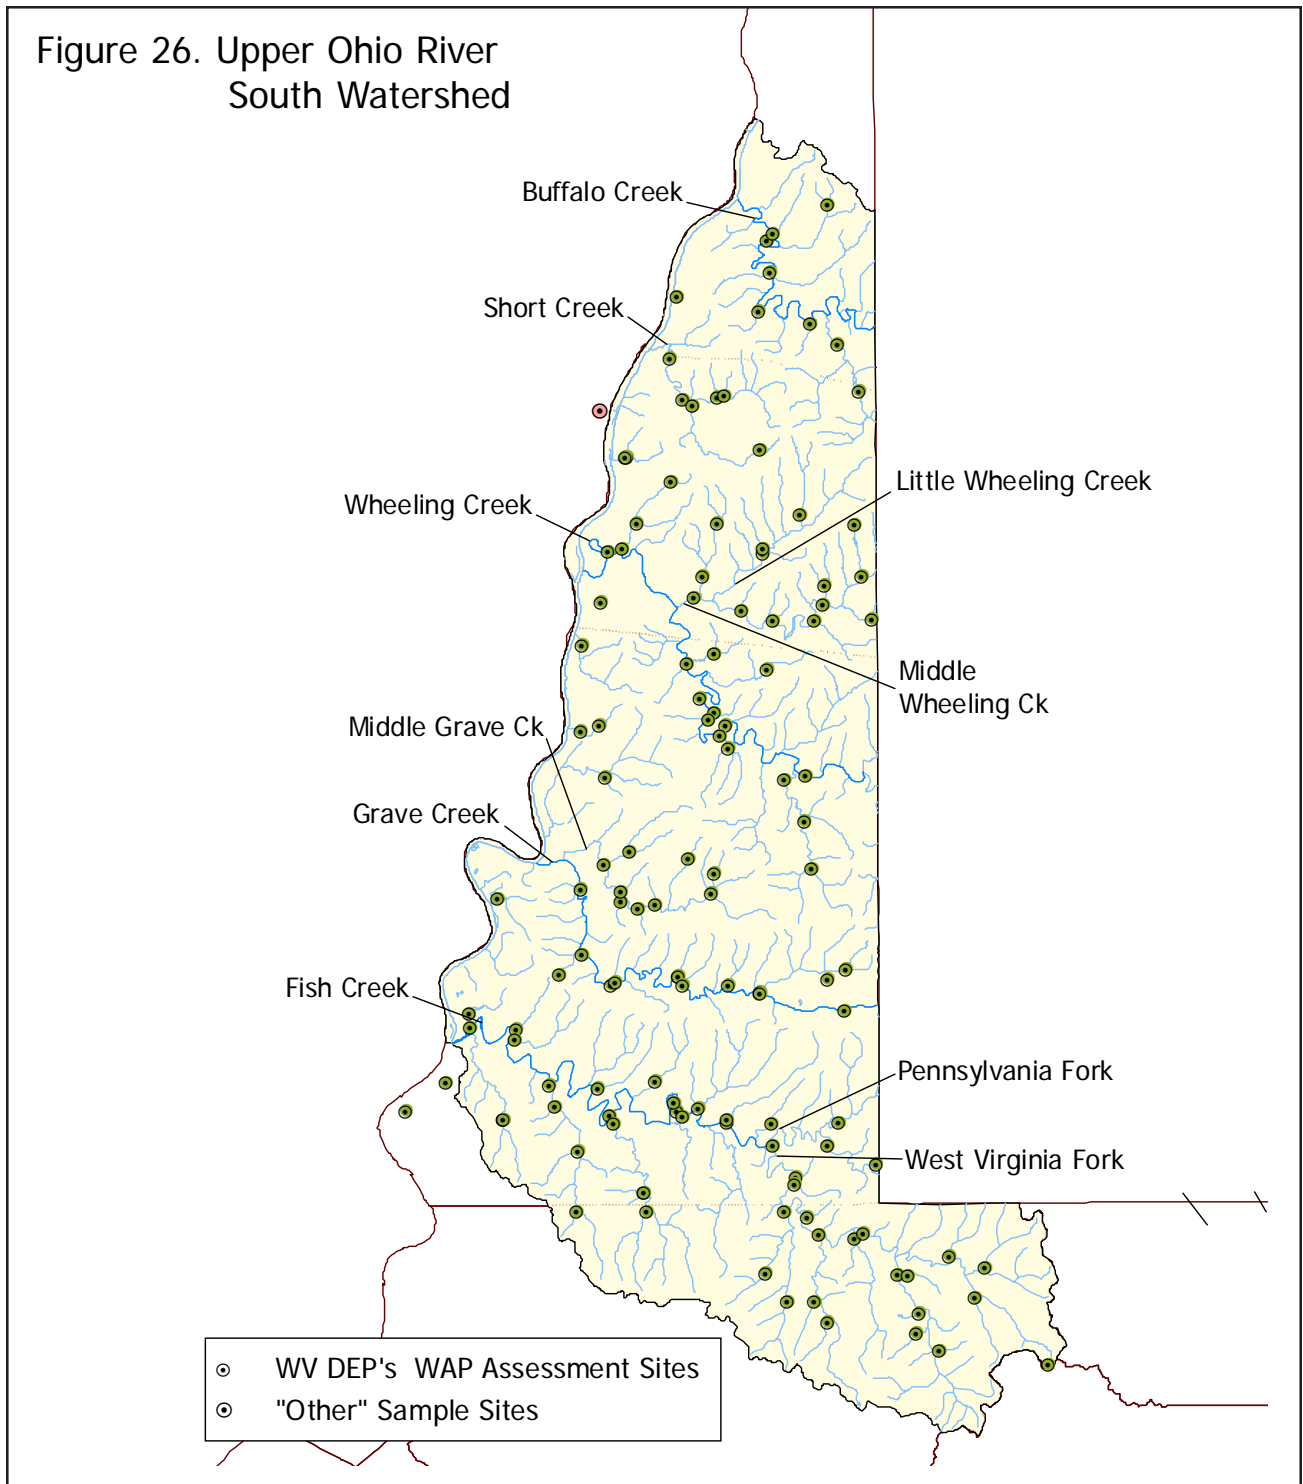 Figure 26. Upper Ohio River
South Watershed
Buffalo Creek
Short Creek
Little Wheeling Creek
Wheeling Creek
Middle
Wheeling Ck
Middle Grave Ck
Grave Creek
Fish Creek
Pennsylvania Fork
West Virginia Fork
WV DEP's WAP Assessment Sites
"Other" Sample Sites